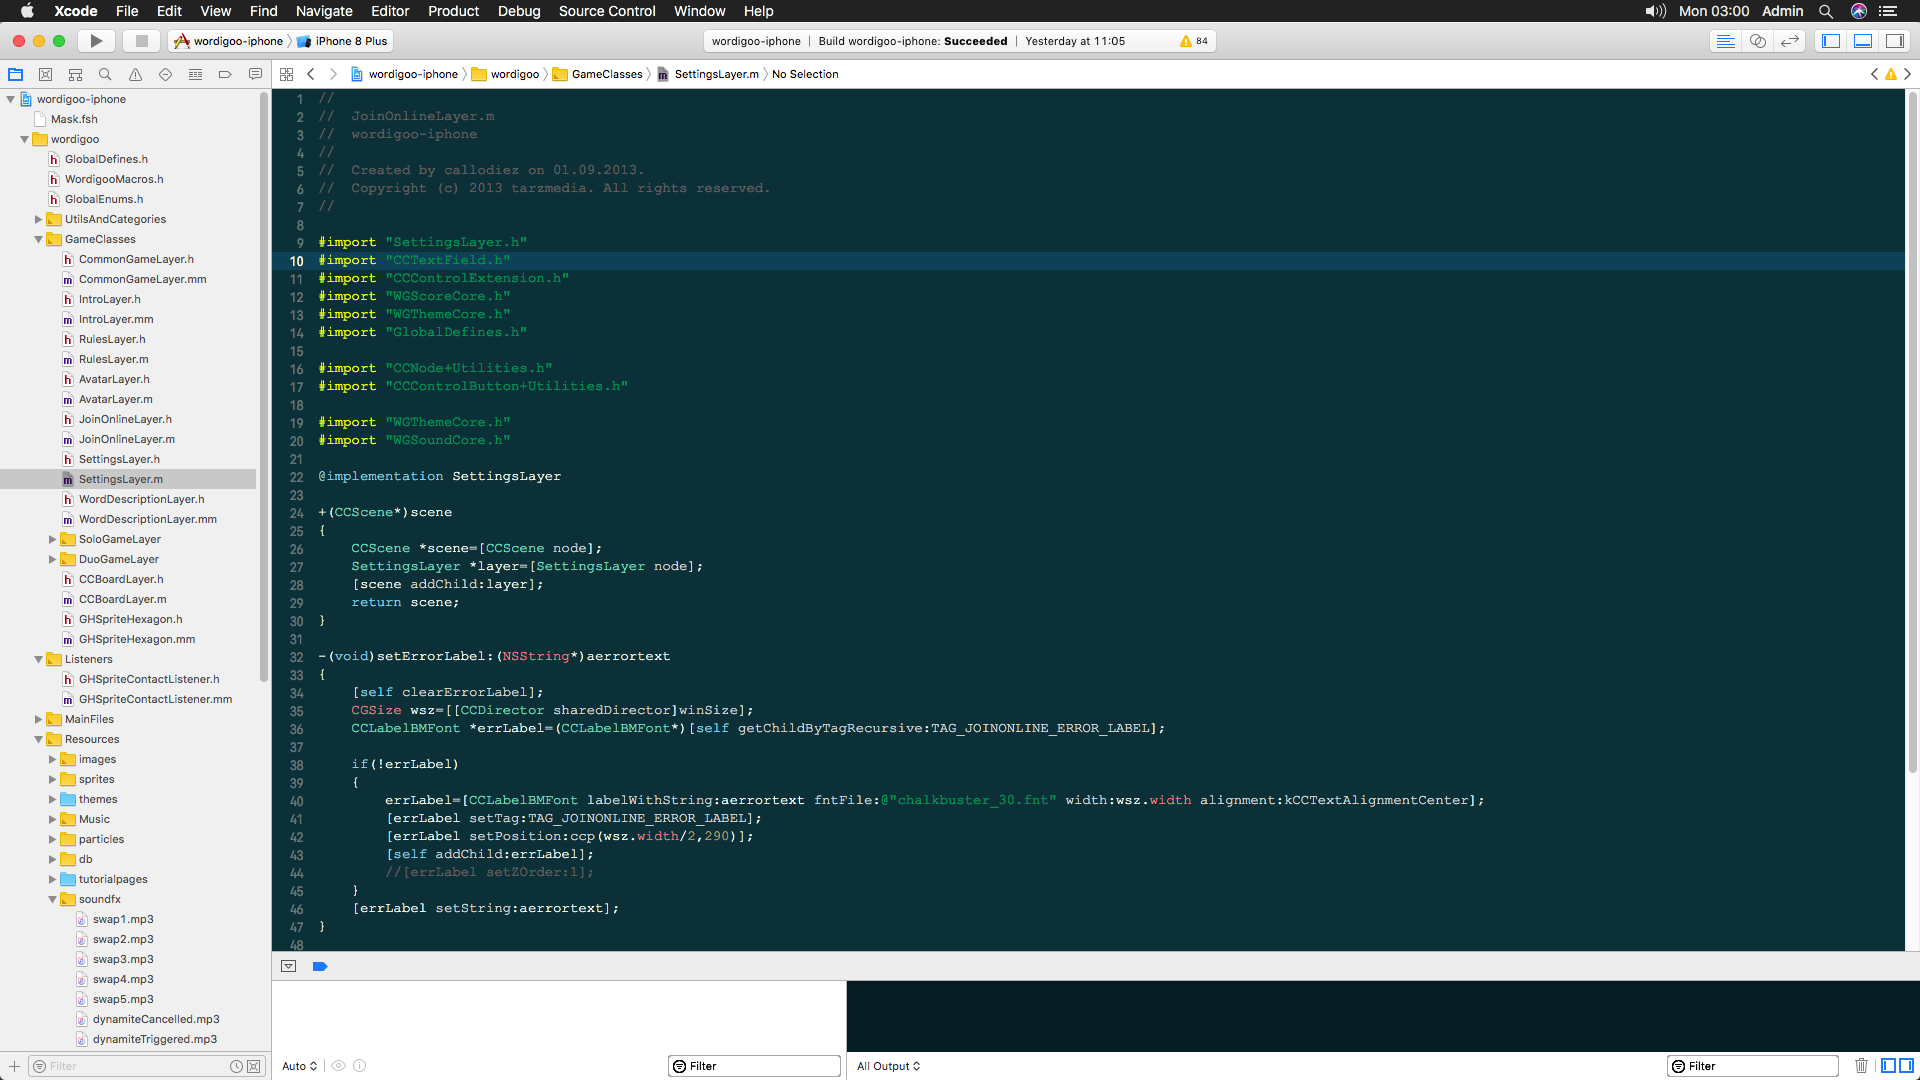 Xcode File Edit View Find Navigate Editor Product Debug Source Control Window Help Mon 03:00 Admin
wordigoo-iphone iPhone 8 Plus wordigoo-iphone | Build wordigoo-iphone: Succeeded | Yesterday at 11:05 84
wordigoo-iphone wordigoo GameClasses SettingsLayer.m No Selection
wordigoo-iphone
Mask.fsh
wordigoo
GlobalDefines.h
WordigooMacros.h
GlobalEnums.h
UtilsAndCategories
GameClasses
CommonGameLayer.h
CommonGameLayer.mm
IntroLayer.h
IntroLayer.mm
RulesLayer.h
RulesLayer.m
AvatarLayer.h
AvatarLayer.m
JoinOnlineLayer.h
JoinOnlineLayer.m
SettingsLayer.h
SettingsLayer.m
WordDescriptionLayer.h
WordDescriptionLayer.mm
SoloGameLayer
DuoGameLayer
CCBoardLayer.h
CCBoardLayer.m
GHSpriteHexagon.h
GHSpriteHexagon.mm
Listeners
GHSpriteContactListener.h
GHSpriteContactListener.mm
MainFiles
Resources
images
sprites
themes
Music
particles
db
tutorialpages
soundfx
swap1.mp3
swap2.mp3
swap3.mp3
swap4.mp3
swap5.mp3
dynamiteCancelled.mp3
dynamiteTriggered.mp3
Filter
1 //
2 //  JoinOnlineLayer.m
3 //  wordigoo-iphone
4 //
5 //  Created by callodiez on 01.09.2013.
6 //  Copyright (c) 2013 tarzmedia. All rights reserved.
7 //
8
9 #import "SettingsLayer.h"
10 #import "CCTextField.h"
11 #import "CCControlExtension.h"
12 #import "WGScoreCore.h"
13 #import "WGThemeCore.h"
14 #import "GlobalDefines.h"
15
16 #import "CCNode+Utilities.h"
17 #import "CCControlButton+Utilities.h"
18
19 #import "WGThemeCore.h"
20 #import "WGSoundCore.h"
21
22 @implementation SettingsLayer
23
24 +(CCScene*)scene
25 {
26     CCScene *scene=[CCScene node];
27     SettingsLayer *layer=[SettingsLayer node];
28     [scene addChild:layer];
29     return scene;
30 }
31
32 -(void)setErrorLabel:(NSString*)aerrortext
33 {
34     [self clearErrorLabel];
35     CGSize wsz=[[CCDirector sharedDirector]winSize];
36     CCLabelBMFont *errLabel=(CCLabelBMFont*)[self getChildByTagRecursive:TAG_JOINONLINE_ERROR_LABEL];
37
38     if(!errLabel)
39     {
40         errLabel=[CCLabelBMFont labelWithString:aerrortext fntFile:@"chalkbuster_30.fnt" width:wsz.width alignment:kCCTextAlignmentCenter];
41         [errLabel setTag:TAG_JOINONLINE_ERROR_LABEL];
42         [errLabel setPosition:ccp(wsz.width/2,290)];
43         [self addChild:errLabel];
44         //[errLabel setZOrder:1];
45     }
46     [errLabel setString:aerrortext];
47 }
48
Auto Filter All Output Filter